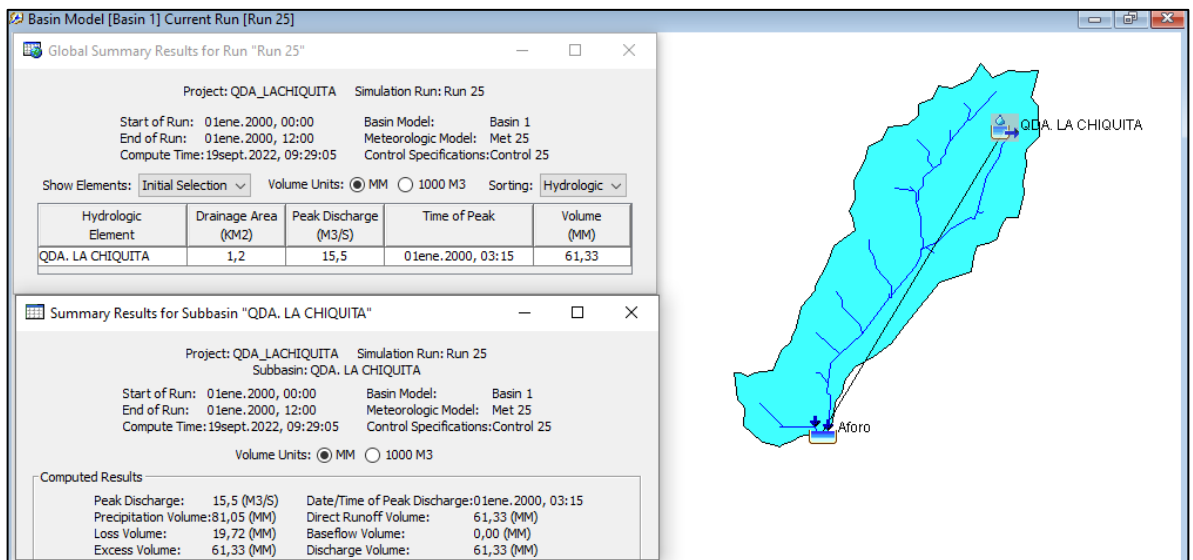 Basin Model [Basin 1] Current Run [Run 25]
Global Summary Results for Run "Run 25"
Project: QDA_LACHIQUITA Simulation Run: Run 25
Start of Run: 01ene.2000, 00:00 Basin Model: Basin 1
End of Run: 01ene.2000, 12:00 Meteorologic Model: Met 25
Compute Time:19sept.2022, 09:29:05 Control Specifications:Control 25
Show Elements: Initial Selection Volume Units: MM 1000 M3 Sorting: Hydrologic
Hydrologic Drainage Area Peak Discharge Time of Peak Volume
Element (KM2) (M3/S) (MM)
QDA. LA CHIQUITA 1,2 15,5 01ene.2000, 03:15 61,33
Summary Results for Subbasin "QDA. LA CHIQUITA"
Project: QDA_LACHIQUITA Simulation Run: Run 25
Subbasin: QDA. LA CHIQUITA
Start of Run: 01ene.2000, 00:00 Basin Model: Basin 1
End of Run: 01ene.2000, 12:00 Meteorologic Model: Met 25
Compute Time:19sept.2022, 09:29:05 Control Specifications:Control 25
Volume Units: MM 1000 M3
Computed Results
Peak Discharge: 15,5 (M3/S) Date/Time of Peak Discharge:01ene.2000, 03:15
Precipitation Volume:81,05 (MM) Direct Runoff Volume: 61,33 (MM)
Loss Volume: 19,72 (MM) Baseflow Volume: 0,00 (MM)
Excess Volume: 61,33 (MM) Discharge Volume: 61,33 (MM)
QDA. LA CHIQUITA
Aforo